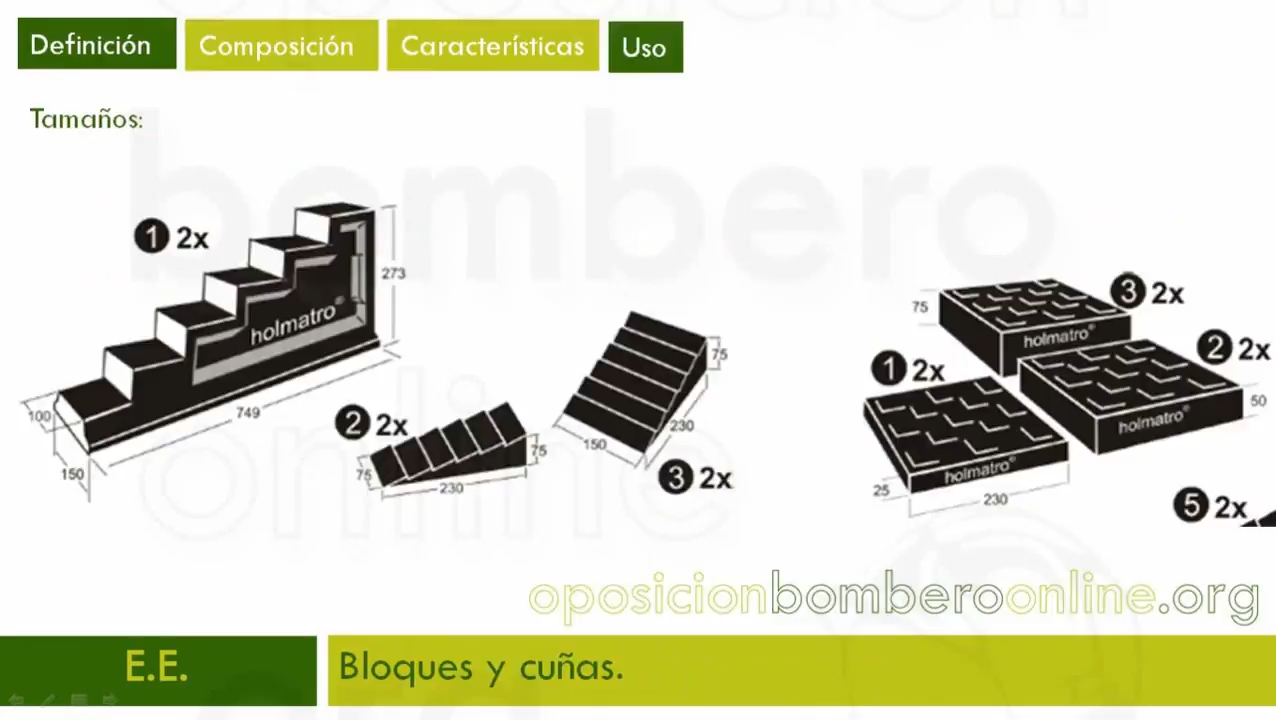 Definición
Composición
Características
Uso
Tamaños:
1 2x
273
holmatro®
100
749
150
2 2x
75
75
230
75
150
230
3 2x
3 2x
75
holmatro®
2 2x
1 2x
50
holmatro®
holmatro®
25
230
5 2x
bombero
online
oposicionbomberoonline.org
E.E.
Bloques y cuñas.